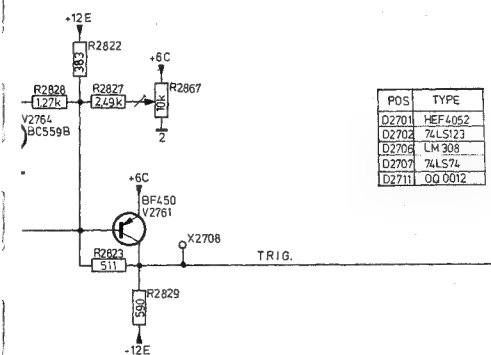 +12E
R2822
383
+6C
R2828
R2827
R2867
1,27k
2,49k
10k
V2764
BC559B
2
POS TYPE
D2701 HEF4052
D2702 74LS123
D2706 LM308
D2707 74LS74
D2711 OQ 0012
+6C
BF450
V2761
X2708
R2823
511
TRIG.
R2829
590
-12E